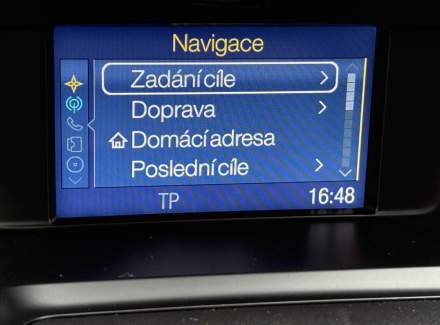 Navigace
Zadání cíle
Doprava
Domácí adresa
Poslední cíle
TP 16:48